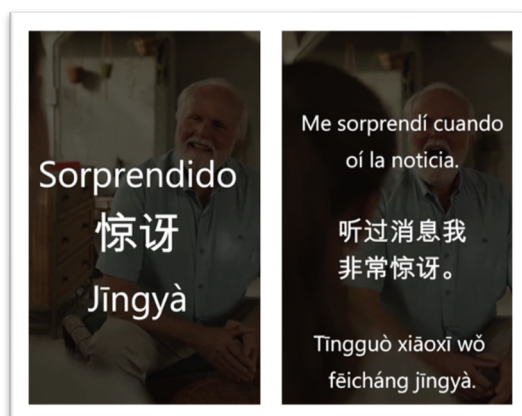 Sorprendido
惊讶
Jīngyà
Me sorprendí cuando
oí la noticia.
听过消息我
非常惊讶。
Tīngguò xiāoxī wǒ
fēicháng jīngyà.